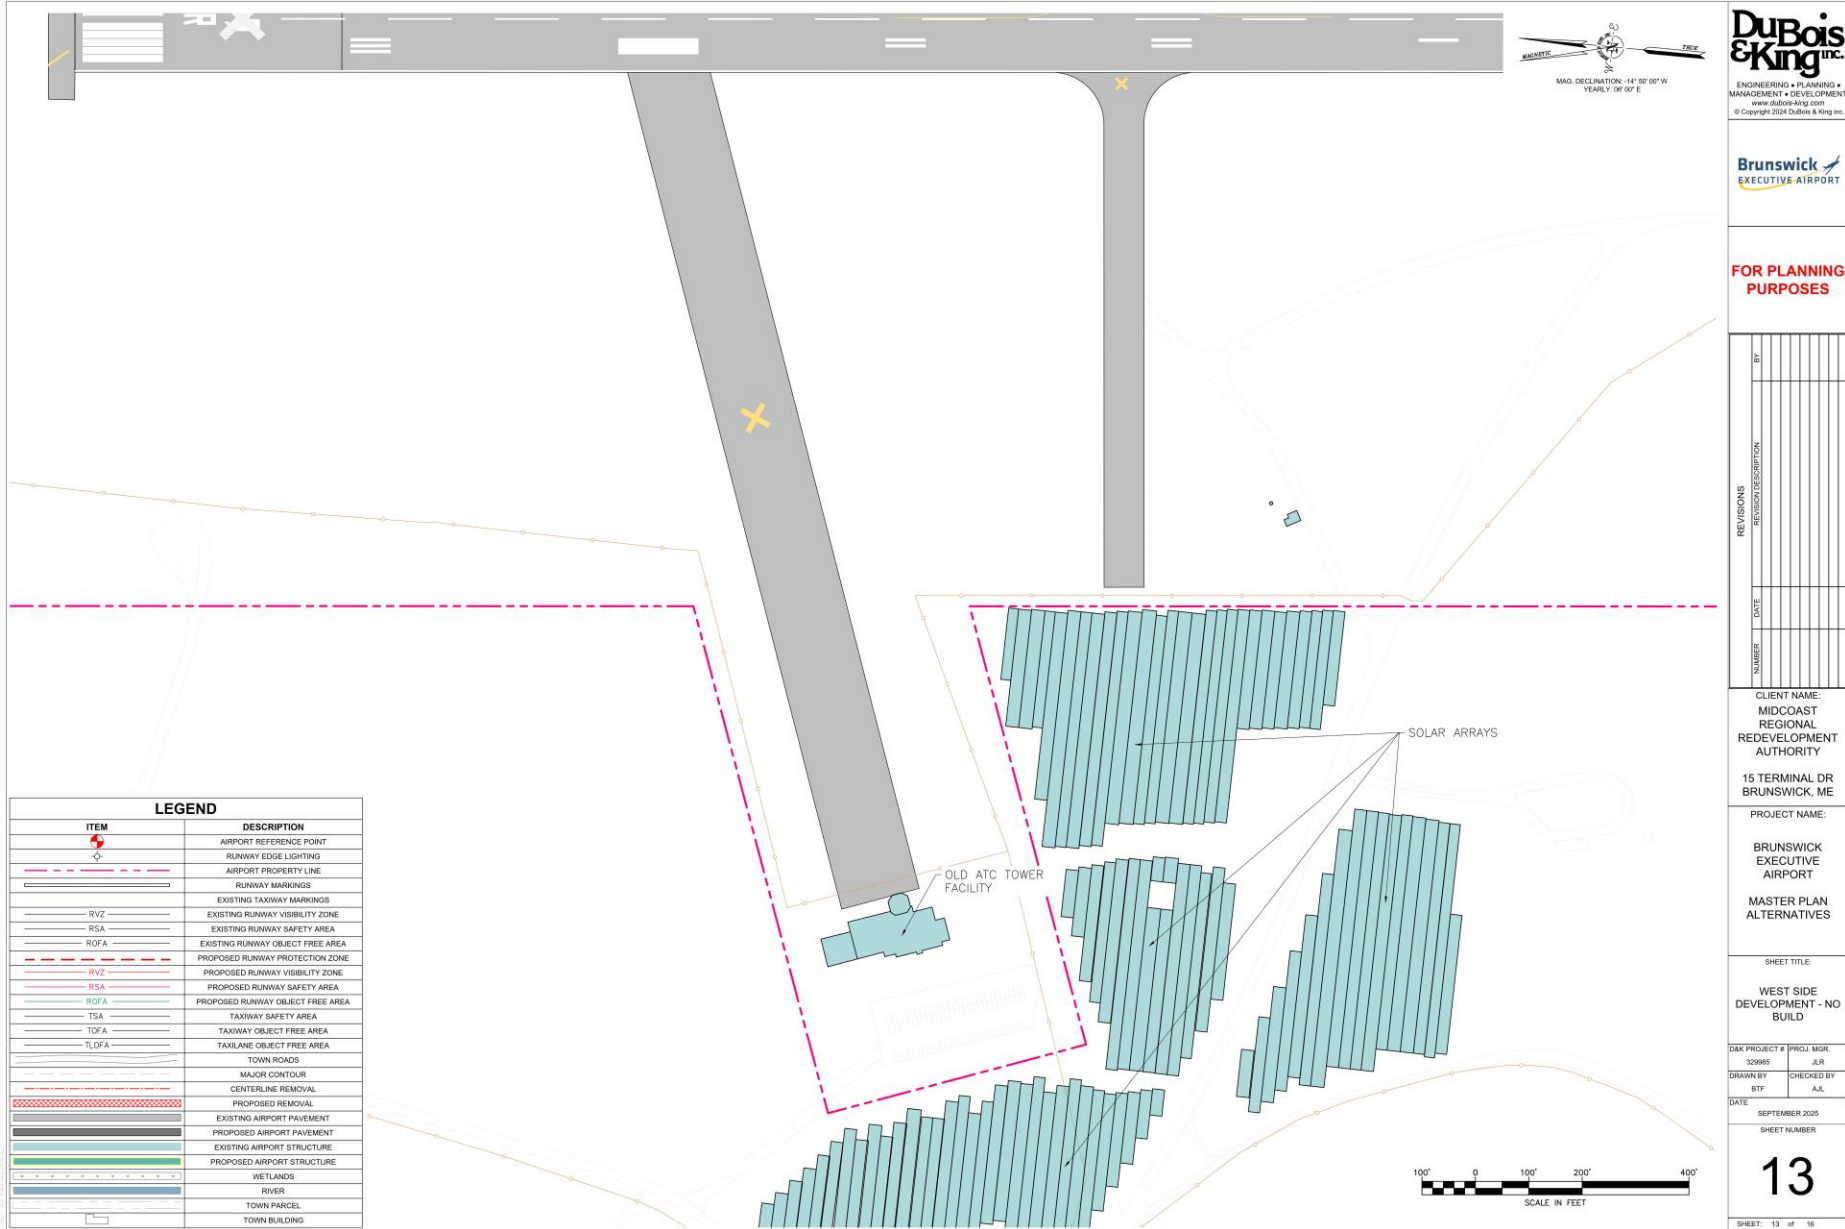 MAGNETIC
TRUE
MAG. DECLINATION: -14° 50' 00" W
YEARLY: 06' 00" E
SOLAR ARRAYS
OLD ATC TOWER
FACILITY
LEGEND
ITEM DESCRIPTION
AIRPORT REFERENCE POINT
RUNWAY EDGE LIGHTING
AIRPORT PROPERTY LINE
RUNWAY MARKINGS
EXISTING TAXIWAY MARKINGS
RVZ EXISTING RUNWAY VISIBILITY ZONE
RSA EXISTING RUNWAY SAFETY AREA
ROFA EXISTING RUNWAY OBJECT FREE AREA
PROPOSED RUNWAY PROTECTION ZONE
RVZ PROPOSED RUNWAY VISIBILITY ZONE
RSA PROPOSED RUNWAY SAFETY AREA
ROFA PROPOSED RUNWAY OBJECT FREE AREA
TSA TAXIWAY SAFETY AREA
TOFA TAXIWAY OBJECT FREE AREA
TLOFA TAXILANE OBJECT FREE AREA
TOWN ROADS
MAJOR CONTOUR
CENTERLINE REMOVAL
PROPOSED REMOVAL
EXISTING AIRPORT PAVEMENT
PROPOSED AIRPORT PAVEMENT
EXISTING AIRPORT STRUCTURE
PROPOSED AIRPORT STRUCTURE
WETLANDS
RIVER
TOWN PARCEL
TOWN BUILDING
100' 0 100' 200' 400'
SCALE IN FEET
DuBois
&King inc.
ENGINEERING • PLANNING •
MANAGEMENT • DEVELOPMENT
www.dubois-king.com
© Copyright 2024 DuBois & King Inc.
Brunswick
EXECUTIVE AIRPORT
FOR PLANNING
PURPOSES
REVISIONS
BY
REVISION DESCRIPTION
DATE
NUMBER
CLIENT NAME:
MIDCOAST
REGIONAL
REDEVELOPMENT
AUTHORITY
15 TERMINAL DR
BRUNSWICK, ME
PROJECT NAME:
BRUNSWICK
EXECUTIVE
AIRPORT
MASTER PLAN
ALTERNATIVES
SHEET TITLE:
WEST SIDE
DEVELOPMENT - NO
BUILD
D&K PROJECT # PROJ. MGR.
329985 JLR
DRAWN BY CHECKED BY
BTF AJL
DATE
SEPTEMBER 2025
SHEET NUMBER
13
SHEET: 13 of 16